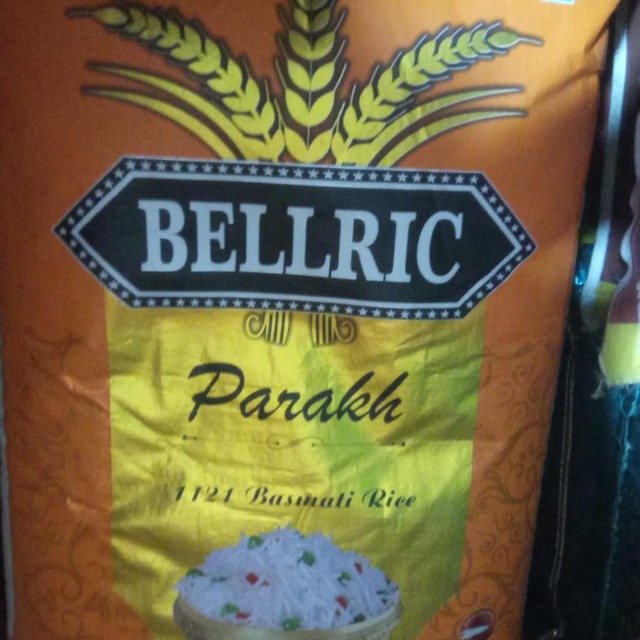 BELLRIC
Parakh
1121 Basmati Rice